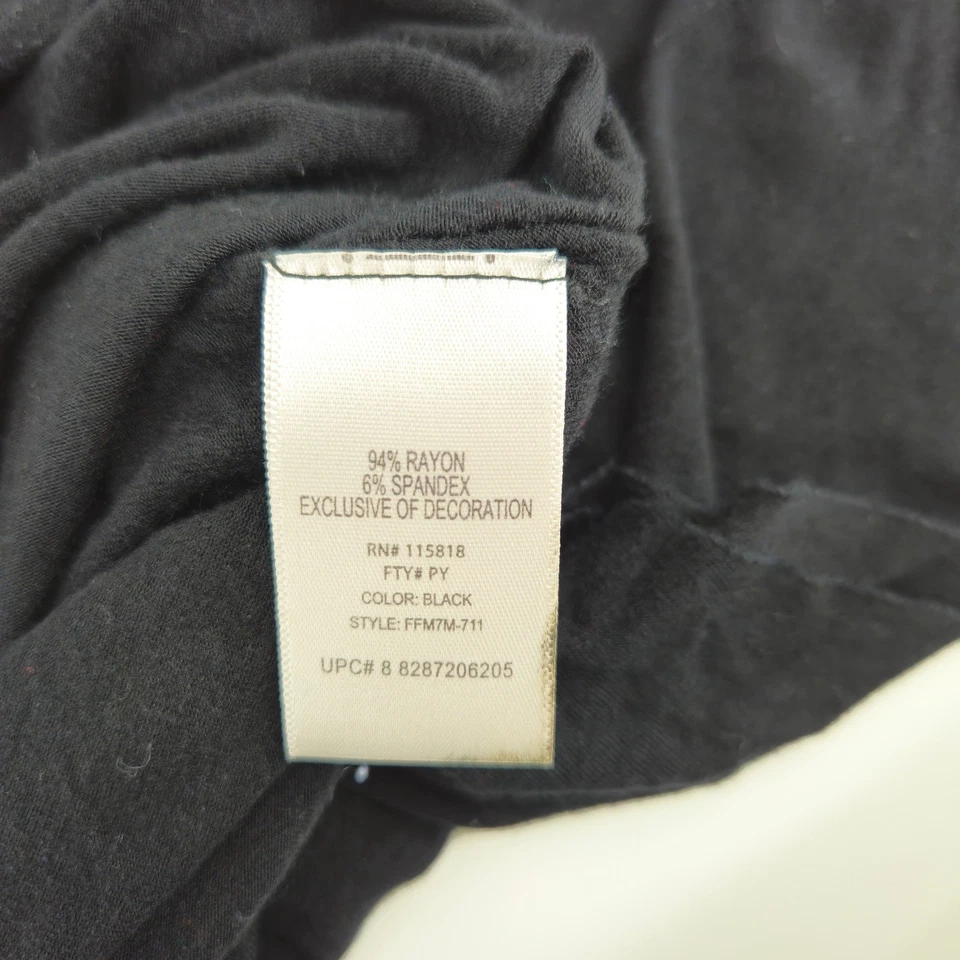 94% RAYON
6% SPANDEX
EXCLUSIVE OF DECORATION
RN# 115818
FTY# PY
COLOR: BLACK
STYLE: FFM7M-711
UPC# 8 8287206205